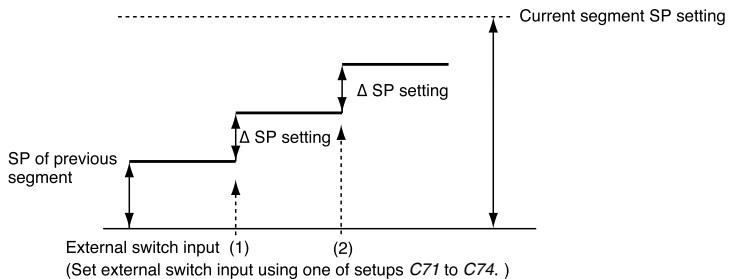 Current segment SP setting
Δ SP setting
Δ SP setting
SP of previous
segment
External switch input (1) (2)
(Set external switch input using one of setups C71 to C74. )